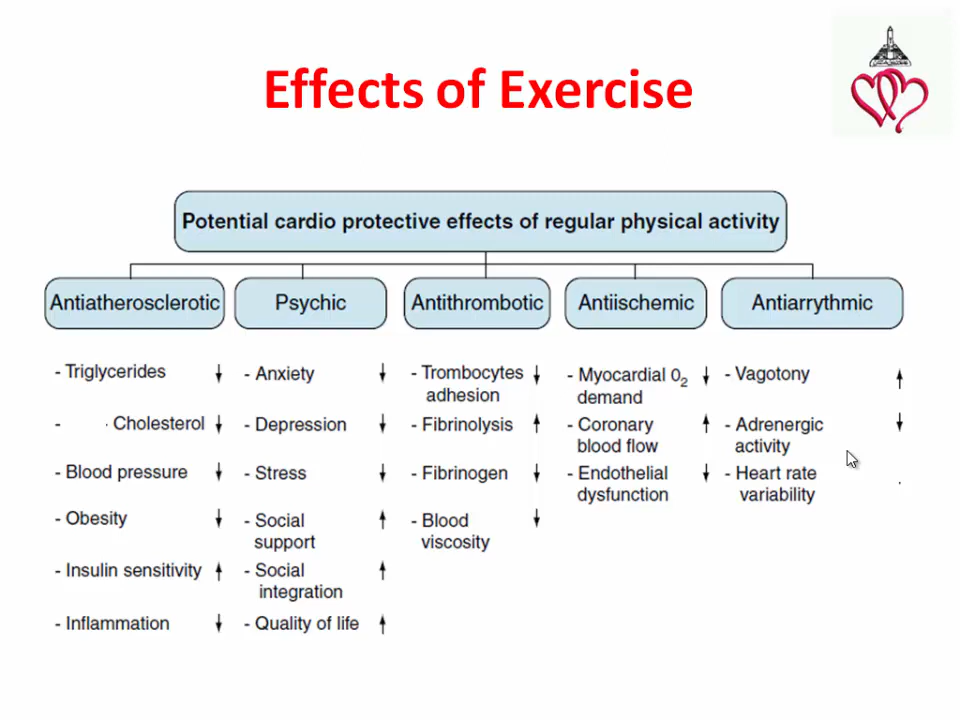 Effects of Exercise
Potential cardio protective effects of regular physical activity
Antiatherosclerotic
- Triglycerides ↓
- · Cholesterol ↓
- Blood pressure ↓
- Obesity ↓
- Insulin sensitivity ↑
- Inflammation ↓
Psychic
- Anxiety ↓
- Depression ↓
- Stress ↓
- Social ↑
support
- Social ↑
integration
- Quality of life ↑
Antithrombotic
- Trombocytes ↓
adhesion
- Fibrinolysis ↑
- Fibrinogen ↓
- Blood ↓
viscosity
Antiischemic
- Myocardial 0₂ ↓
demand
- Coronary ↑
blood flow
- Endothelial ↓
dysfunction
Antiarrythmic
- Vagotony ↑
- Adrenergic ↓
activity
- Heart rate
variability